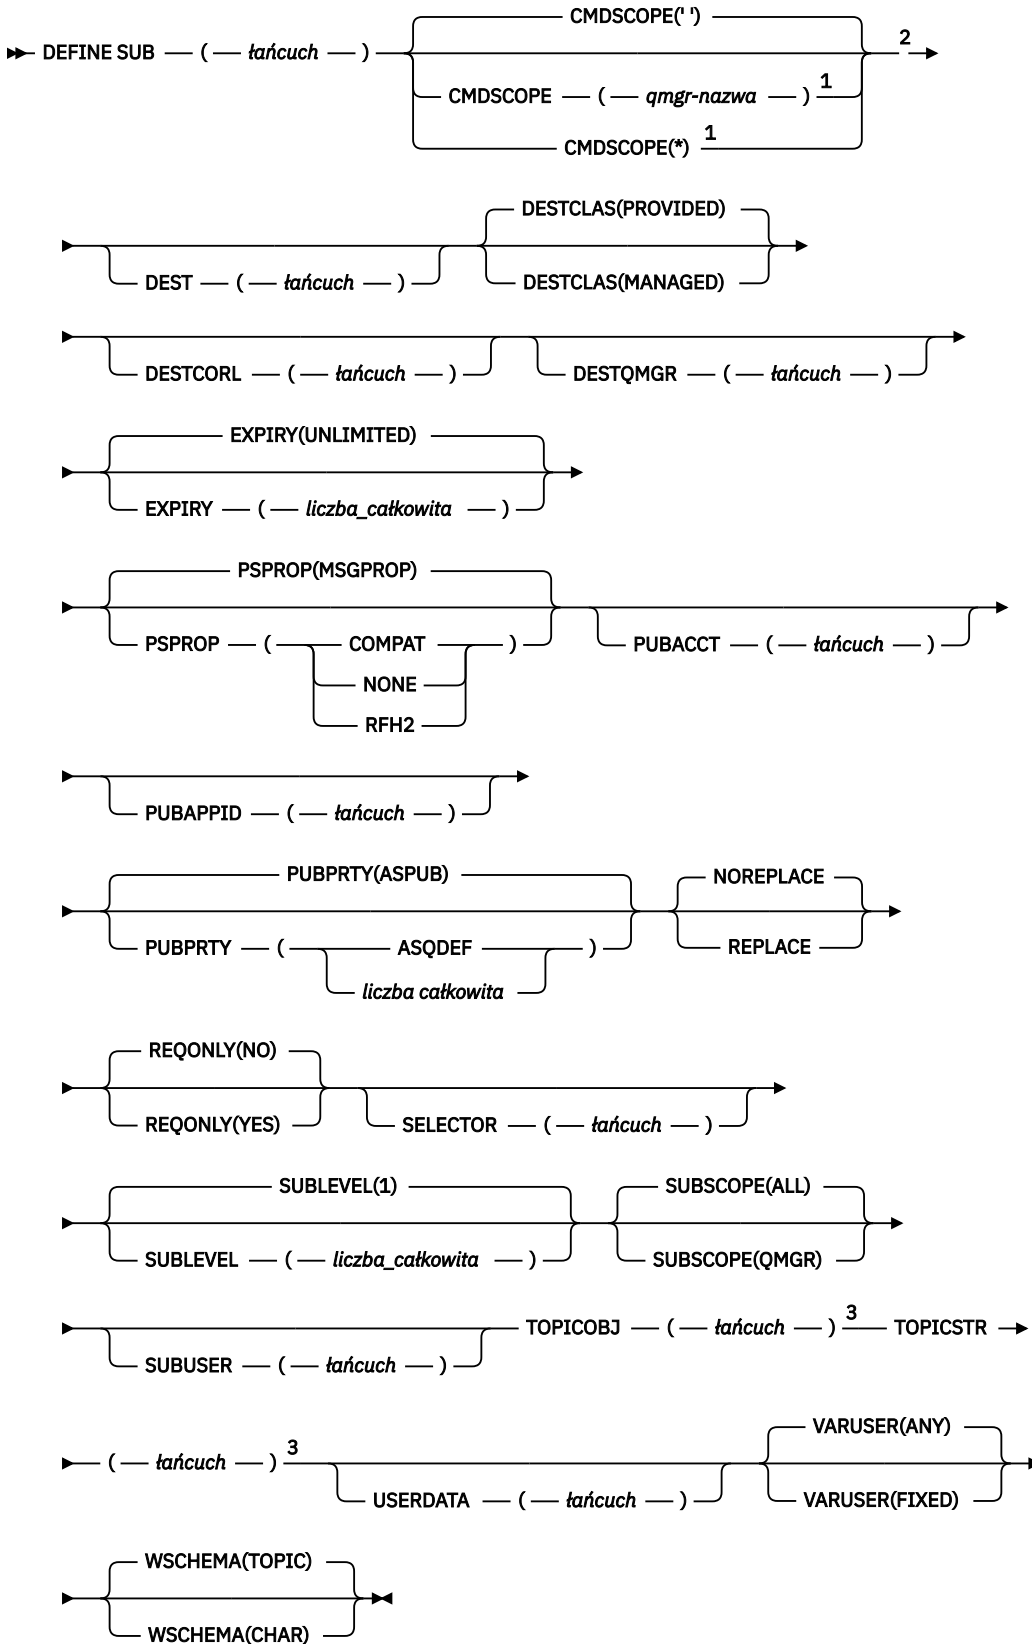 CMDSCOPE(' ')
DEFINE SUB ( łańcuch ) 2
CMDSCOPE ( qmgr-nazwa ) 1
CMDSCOPE(*) 1
DESTCLAS(PROVIDED)
DEST ( łańcuch ) DESTCLAS(MANAGED)
DESTCORL ( łańcuch ) DESTQMGR ( łańcuch )
EXPIRY(UNLIMITED)
EXPIRY ( liczba_całkowita )
PSPROP(MSGPROP)
PSPROP ( COMPAT ) PUBACCT ( łańcuch )
NONE
RFH2
PUBAPPID ( łańcuch )
PUBPRTY(ASPUB) NOREPLACE
PUBPRTY ( ASQDEF ) REPLACE
liczba całkowita
REQONLY(NO)
REQONLY(YES) SELECTOR ( łańcuch )
SUBLEVEL(1) SUBSCOPE(ALL)
SUBLEVEL ( liczba_całkowita ) SUBSCOPE(QMGR)
TOPICOBJ ( łańcuch ) 3 TOPICSTR
SUBUSER ( łańcuch )
VARUSER(ANY)
( łańcuch ) 3
USERDATA ( łańcuch ) VARUSER(FIXED)
WSCHEMA(TOPIC)
WSCHEMA(CHAR)